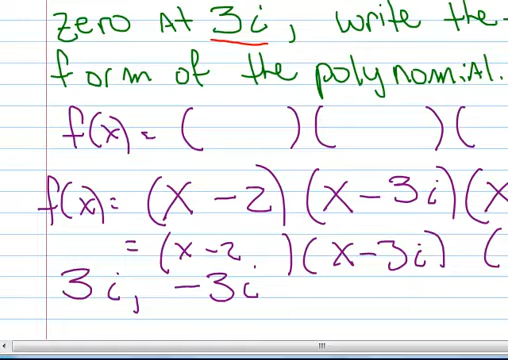 zero at 3i, write the
form of the polynomial.
f(x) = (      )(      )(
f(x) = (x - 2)(x - 3i)(x
= (x - 2 )(x - 3i) (
3i, -3i